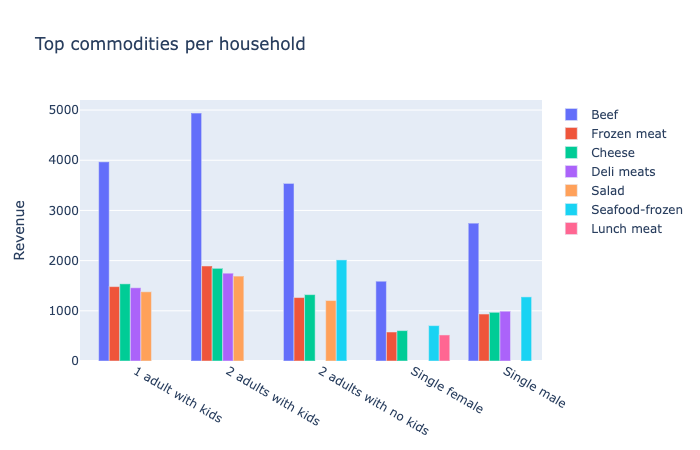 Top commodities per household
Revenue
5000
4000
3000
2000
1000
0
1 adult with kids
2 adults with kids
2 adults with no kids
Single female
Single male
Beef
Frozen meat
Cheese
Deli meats
Salad
Seafood-frozen
Lunch meat